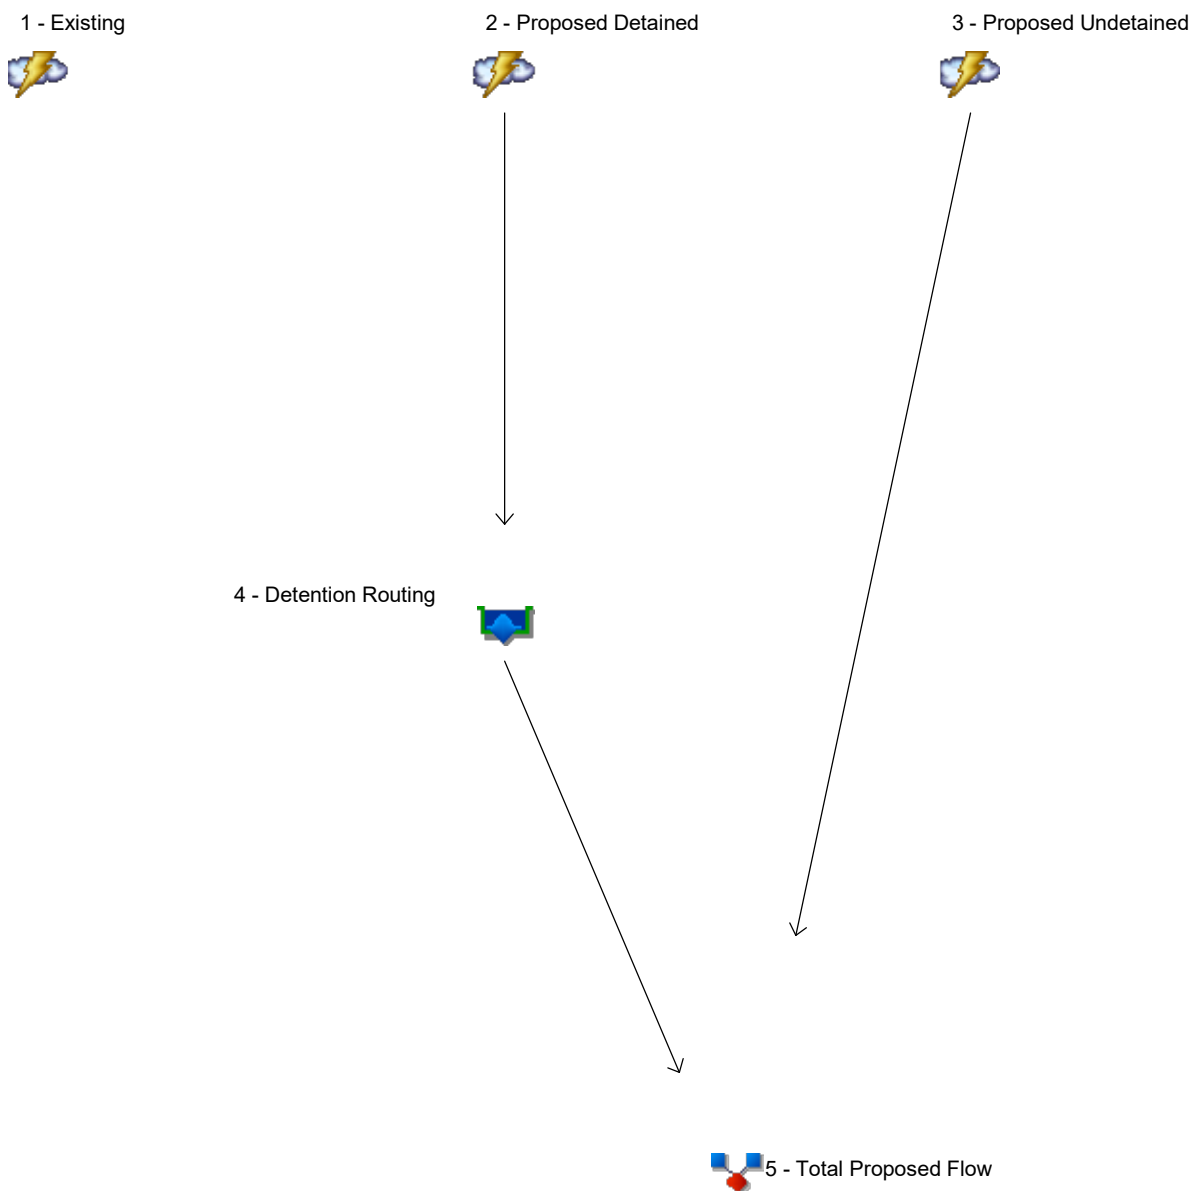 1 - Existing
2 - Proposed Detained
3 - Proposed Undetained
4 - Detention Routing
5 - Total Proposed Flow